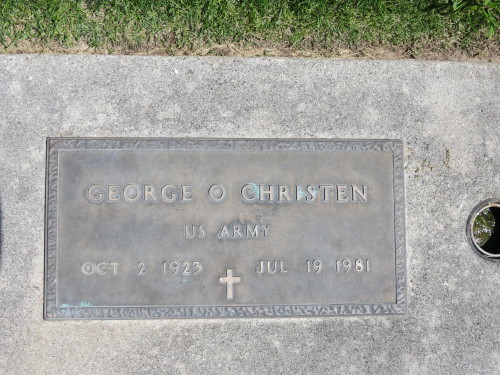 GEORGE O CHRISTEN
US ARMY
OCT 2 1923 JUL 19 1981